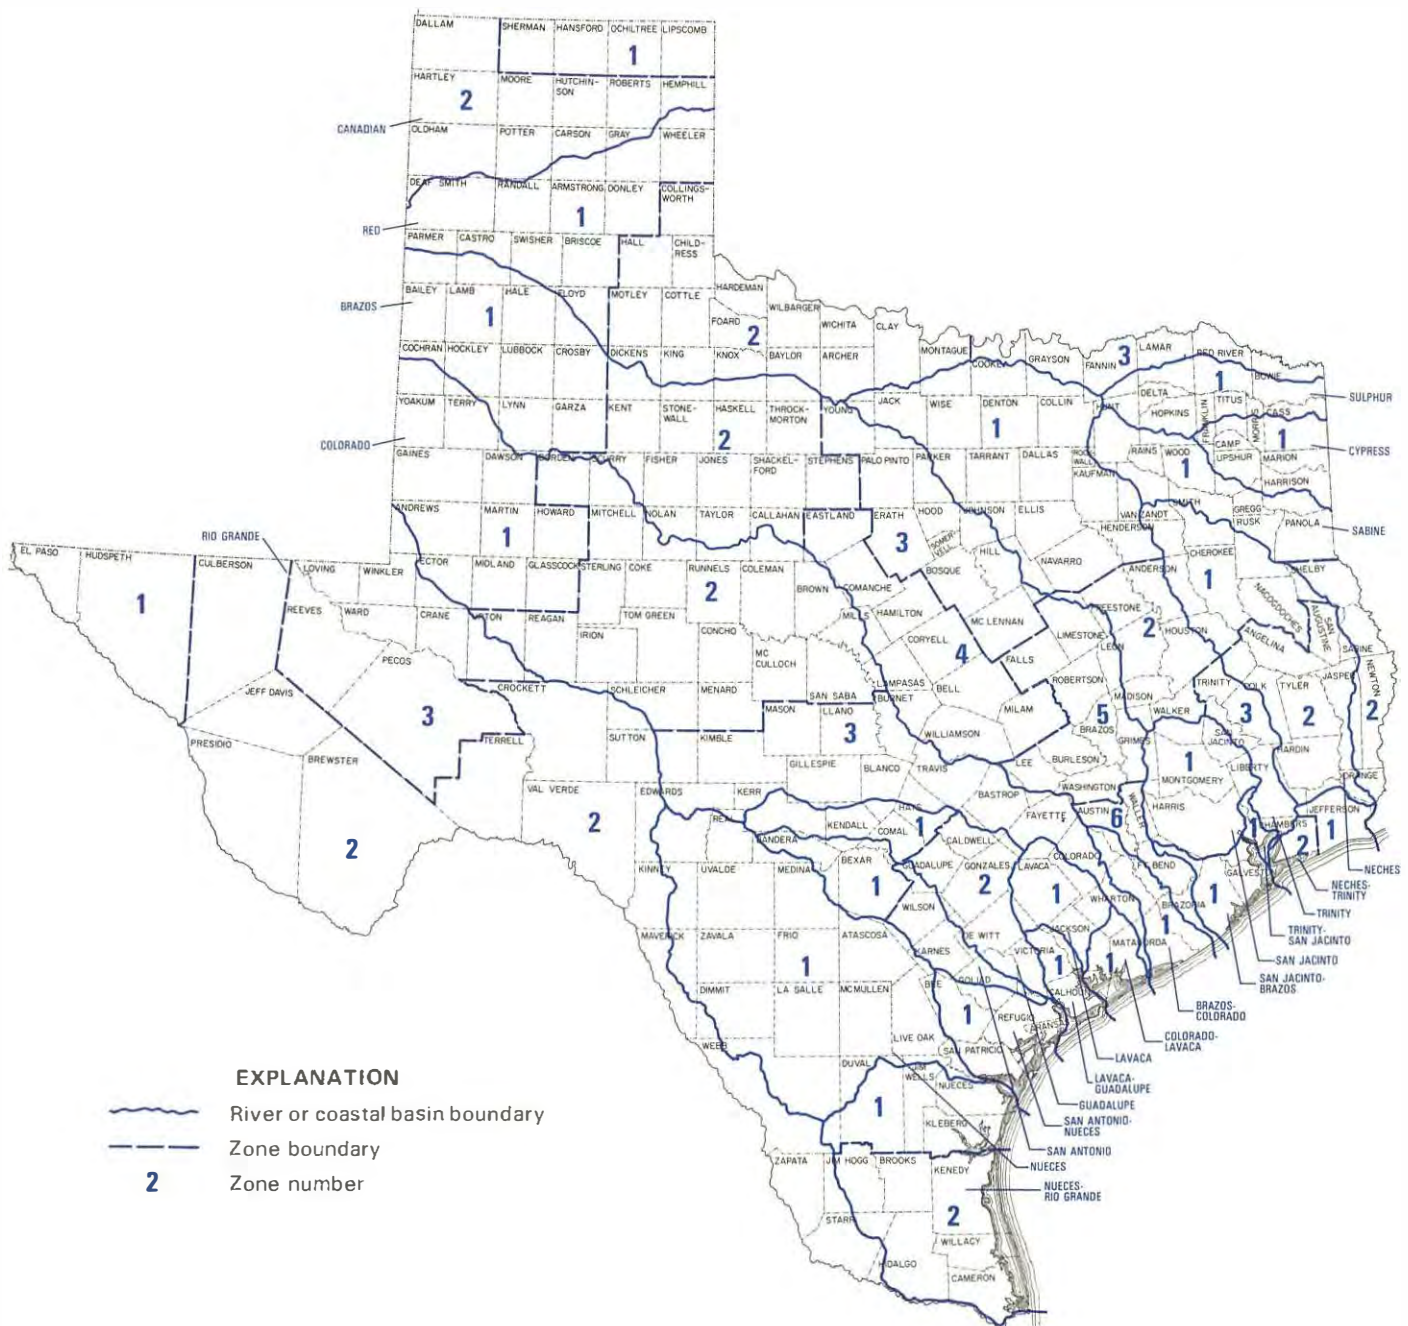 DALLAM
SHERMAN HANSFORD OCHILTREE LIPSCOMB
1
HARTLEY MOORE HUTCHIN- ROBERTS HEMPHILL
SON
2
CANADIAN
OLDHAM POTTER CARSON GRAY WHEELER
DEAF SMITH RANDALL ARMSTRONG DONLEY COLLINGS-
WORTH
1
RED
PARMER CASTRO SWISHER BRISCOE HALL CHILD-
RESS
BAILEY LAMB HALE FLOYD MOTLEY COTTLE HARDEMAN
BRAZOS
1
FOARD 2 WILBARGER
WICHITA CLAY
COCHRAN HOCKLEY LUBBOCK CROSBY DICKENS KING KNOX BAYLOR ARCHER MONTAGUE COOKE GRAYSON FANNIN 3 LAMAR RED RIVER BOWIE
1
YOAKUM TERRY LYNN GARZA KENT STONE-
WALL HASKELL THROCK-
MORTON YOUNG JACK WISE DENTON COLLIN HUNT DELTA HOPKINS FRANKLIN TITUS MORRIS CASS
SULPHUR
COLORADO
2
1
1
CYPRESS
GAINES DAWSON BORDEN SCURRY FISHER JONES SHACKEL-
FORD STEPHENS PALO PINTO PARKER TARRANT DALLAS ROCK-
WALL KAUFMAN RAINS WOOD CAMP UPSHUR MARION
1
HARRISON
ANDREWS MARTIN HOWARD MITCHELL NOLAN TAYLOR CALLAHAN EASTLAND ERATH HOOD JOHNSON ELLIS VAN ZANDT SMITH GREGG
RUSK PANOLA
1
3
SOMER-
VELL
HENDERSON
SABINE
RIO GRANDE
EL PASO HUDSPETH CULBERSON LOVING WINKLER ECTOR MIDLAND GLASSCOCK STERLING COKE RUNNELS COLEMAN BROWN COMANCHE BOSQUE HILL NAVARRO ANDERSON CHEROKEE SHELBY
1
2
1
REEVES WARD CRANE UPTON REAGAN IRION TOM GREEN CONCHO MILLS HAMILTON MC LENNAN LIMESTONE FREESTONE
2
NACOGDOCHES SAN
AUGUSTINE
CORYELL FALLS LEON HOUSTON ANGELINA SABINE
4
PECOS
MC
CULLOCH
JEFF DAVIS
CROCKETT SCHLEICHER MENARD SAN SABA LAMPASAS BURNET BELL ROBERTSON MADISON TRINITY POLK TYLER JASPER NEWTON
3
MASON LLANO MILAM 5 WALKER 3 2 2
3
BRAZOS GRIMES SAN
JACINTO
PRESIDIO BREWSTER TERRELL SUTTON KIMBLE WILLIAMSON HARDIN
GILLESPIE BLANCO TRAVIS LEE BURLESON 1 MONTGOMERY LIBERTY ORANGE
VAL VERDE EDWARDS KERR HAYS BASTROP WASHINGTON WALLER HARRIS
2
2
REAL BANDERA KENDALL COMAL 1 CALDWELL FAYETTE AUSTIN 6 1 CHAMBERS JEFFERSON
1
2
KINNEY UVALDE MEDINA BEXAR GUADALUPE GONZALES LAVACA COLORADO FT. BEND GALVESTON
1
2
1
1
NECHES
NECHES-
TRINITY
WILSON WHARTON BRAZORIA
1
TRINITY
MAVERICK ZAVALA FRIO ATASCOSA KARNES DE WITT VICTORIA JACKSON MATAGORDA
TRINITY-
SAN JACINTO
1
1
1
SAN JACINTO
DIMMIT LA SALLE MCMULLEN BEE GOLIAD CALHOUN
SAN JACINTO-
BRAZOS
1
REFUGIO ARANSAS
BRAZOS-
COLORADO
WEBB LIVE OAK SAN PATRICIO
COLORADO-
LAVACA
DUVAL JIM
WELLS NUECES
LAVACA
LAVACA-
GUADALUPE
1
GUADALUPE
KLEBERG
SAN ANTONIO-
NUECES
SAN ANTONIO
ZAPATA JIM HOGG BROOKS KENEDY
NUECES
NUECES-
RIO GRANDE
2
STARR WILLACY
HIDALGO
CAMERON
EXPLANATION
River or coastal basin boundary
Zone boundary
2 Zone number